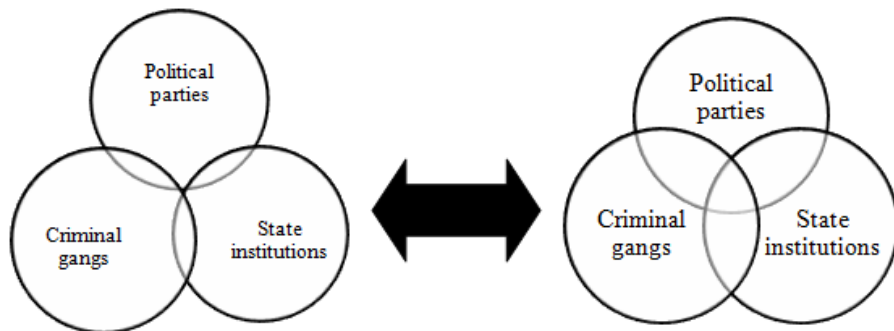 Political
parties
Criminal
gangs
State
institutions
Political
parties
Criminal
gangs
State
institutions